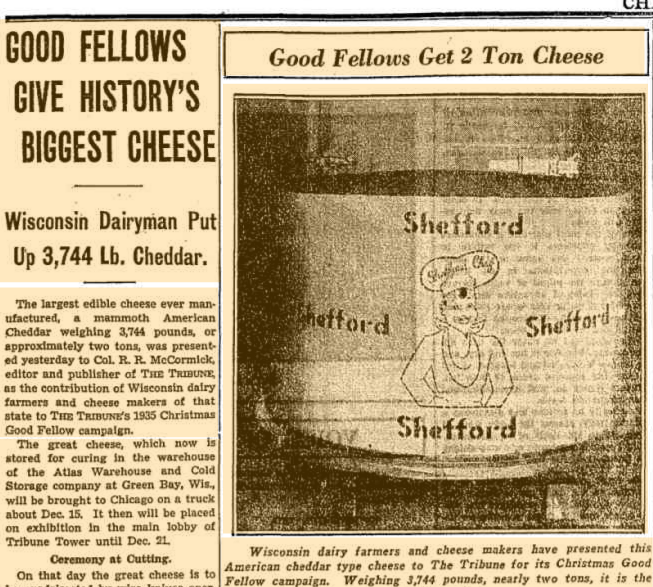 CH
GOOD FELLOWS
GIVE HISTORY'S
BIGGEST CHEESE
Wisconsin Dairyman Put
Up 3,744 Lb. Cheddar.
The largest edible cheese ever man-
ufactured, a mammoth American
Cheddar weighing 3,744 pounds, or
approximately two tons, was present-
ed yesterday to Col. R. R. McCormick,
editor and publisher of THE TRIBUNE,
as the contribution of Wisconsin dairy
farmers and cheese makers of that
state to THE TRIBUNE'S 1935 Christmas
Good Fellow campaign.
The great cheese, which now is
stored for curing in the warehouse
of the Atlas Warehouse and Cold
Storage company at Green Bay, Wis.,
will be brought to Chicago on a truck
about Dec. 15. It then will be placed
on exhibition in the main lobby of
Tribune Tower until Dec. 21.
Ceremony at Cutting.
On that day the great cheese is to
Good Fellows Get 2 Ton Cheese
Shefford
Chef
Shefford
Shefford
Shefford
Wisconsin dairy farmers and cheese makers have presented this
American cheddar type cheese to The Tribune for its Christmas Good
Fellow campaign. Weighing 3,744 pounds, nearly two tons, it is the